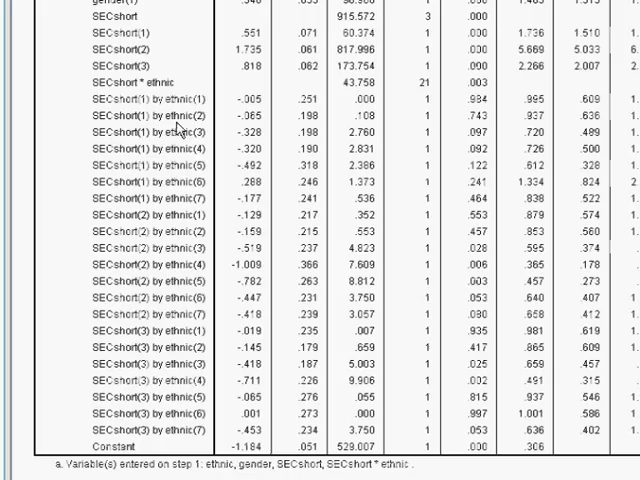 gender(1) .540 .033 1 .000
SECshort 915.572 3 .000
SECshort(1) .551 .071 60.374 1 .000 1.736 1.510 1.
SECshort(2) 1.735 .061 817.996 1 .000 5.669 5.033 6.
SECshort(3) .818 .062 173.754 1 .000 2.266 2.007 2.
SECshort * ethnic 43.758 21 .003
SECshort(1) by ethnic(1) -.005 .251 .000 1 .984 .995 .609 1.
SECshort(1) by ethnic(2) -.065 .198 .108 1 .743 .937 .636 1.
SECshort(1) by ethnic(3) -.328 .198 2.760 1 .097 .720 .489 1.
SECshort(1) by ethnic(4) -.320 .190 2.831 1 .092 .726 .500 1.
SECshort(1) by ethnic(5) -.492 .318 2.386 1 .122 .612 .328 1.
SECshort(1) by ethnic(6) .288 .246 1.373 1 .241 1.334 .824 2.
SECshort(1) by ethnic(7) -.177 .241 .536 1 .464 .838 .522 1.
SECshort(2) by ethnic(1) -.129 .217 .352 1 .553 .879 .574 1.
SECshort(2) by ethnic(2) -.159 .215 .553 1 .457 .853 .560 1.
SECshort(2) by ethnic(3) -.519 .237 4.823 1 .028 .595 .374 .
SECshort(2) by ethnic(4) -1.009 .366 7.609 1 .006 .365 .178 .
SECshort(2) by ethnic(5) -.782 .263 8.812 1 .003 .457 .273 .
SECshort(2) by ethnic(6) -.447 .231 3.750 1 .053 .640 .407 1.
SECshort(2) by ethnic(7) -.418 .239 3.057 1 .080 .658 .412 1.
SECshort(3) by ethnic(1) -.019 .235 .007 1 .935 .981 .619 1.
SECshort(3) by ethnic(2) -.145 .179 .659 1 .417 .865 .609 1.
SECshort(3) by ethnic(3) -.418 .187 5.003 1 .025 .659 .457 .
SECshort(3) by ethnic(4) -.711 .226 9.906 1 .002 .491 .315 .
SECshort(3) by ethnic(5) -.065 .276 .055 1 .815 .937 .546 1.
SECshort(3) by ethnic(6) .001 .273 .000 1 .997 1.001 .586 1.
SECshort(3) by ethnic(7) -.453 .234 3.750 1 .053 .636 .402 1.
Constant -1.184 .051 529.007 1 .000 .306
a. Variable(s) entered on step 1: ethnic, gender, SECshort, SECshort * ethnic .